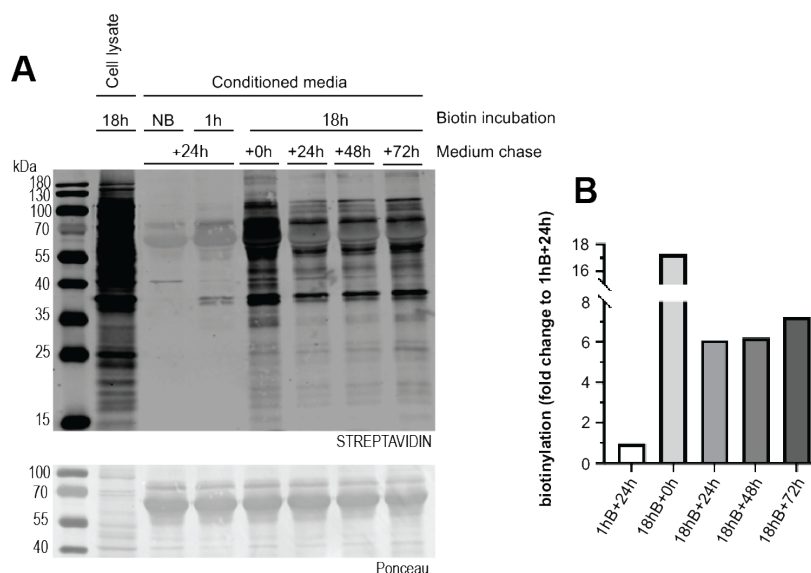 A
Cell lysate
Conditioned media
18h NB 1h 18h Biotin incubation
+24h +0h +24h +48h +72h Medium chase
kDa
180
130
100
70
55
40
35
25
15
STREPTAVIDIN
100
70
55
40
Ponceau
B
biotinylation (fold change to 1hB+24h)
18
16
8
6
4
2
0
1hB+24h
18hB+0h
18hB+24h
18hB+48h
18hB+72h